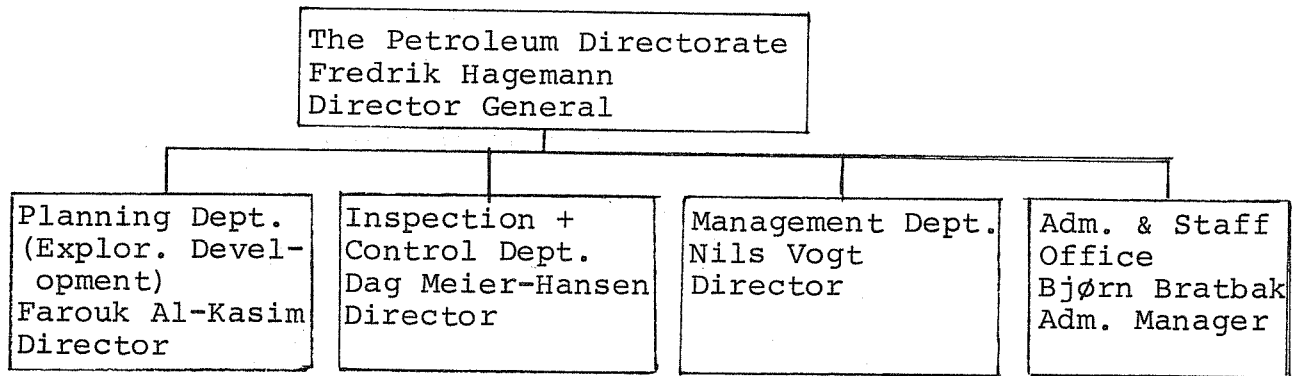 The Petroleum Directorate
Fredrik Hagemann
Director General
Planning Dept.
(Explor. Devel-
opment)
Farouk Al-Kasim
Director
Inspection +
Control Dept.
Dag Meier-Hansen
Director
Management Dept.
Nils Vogt
Director
Adm. & Staff
Office
Bjørn Bratbak
Adm. Manager